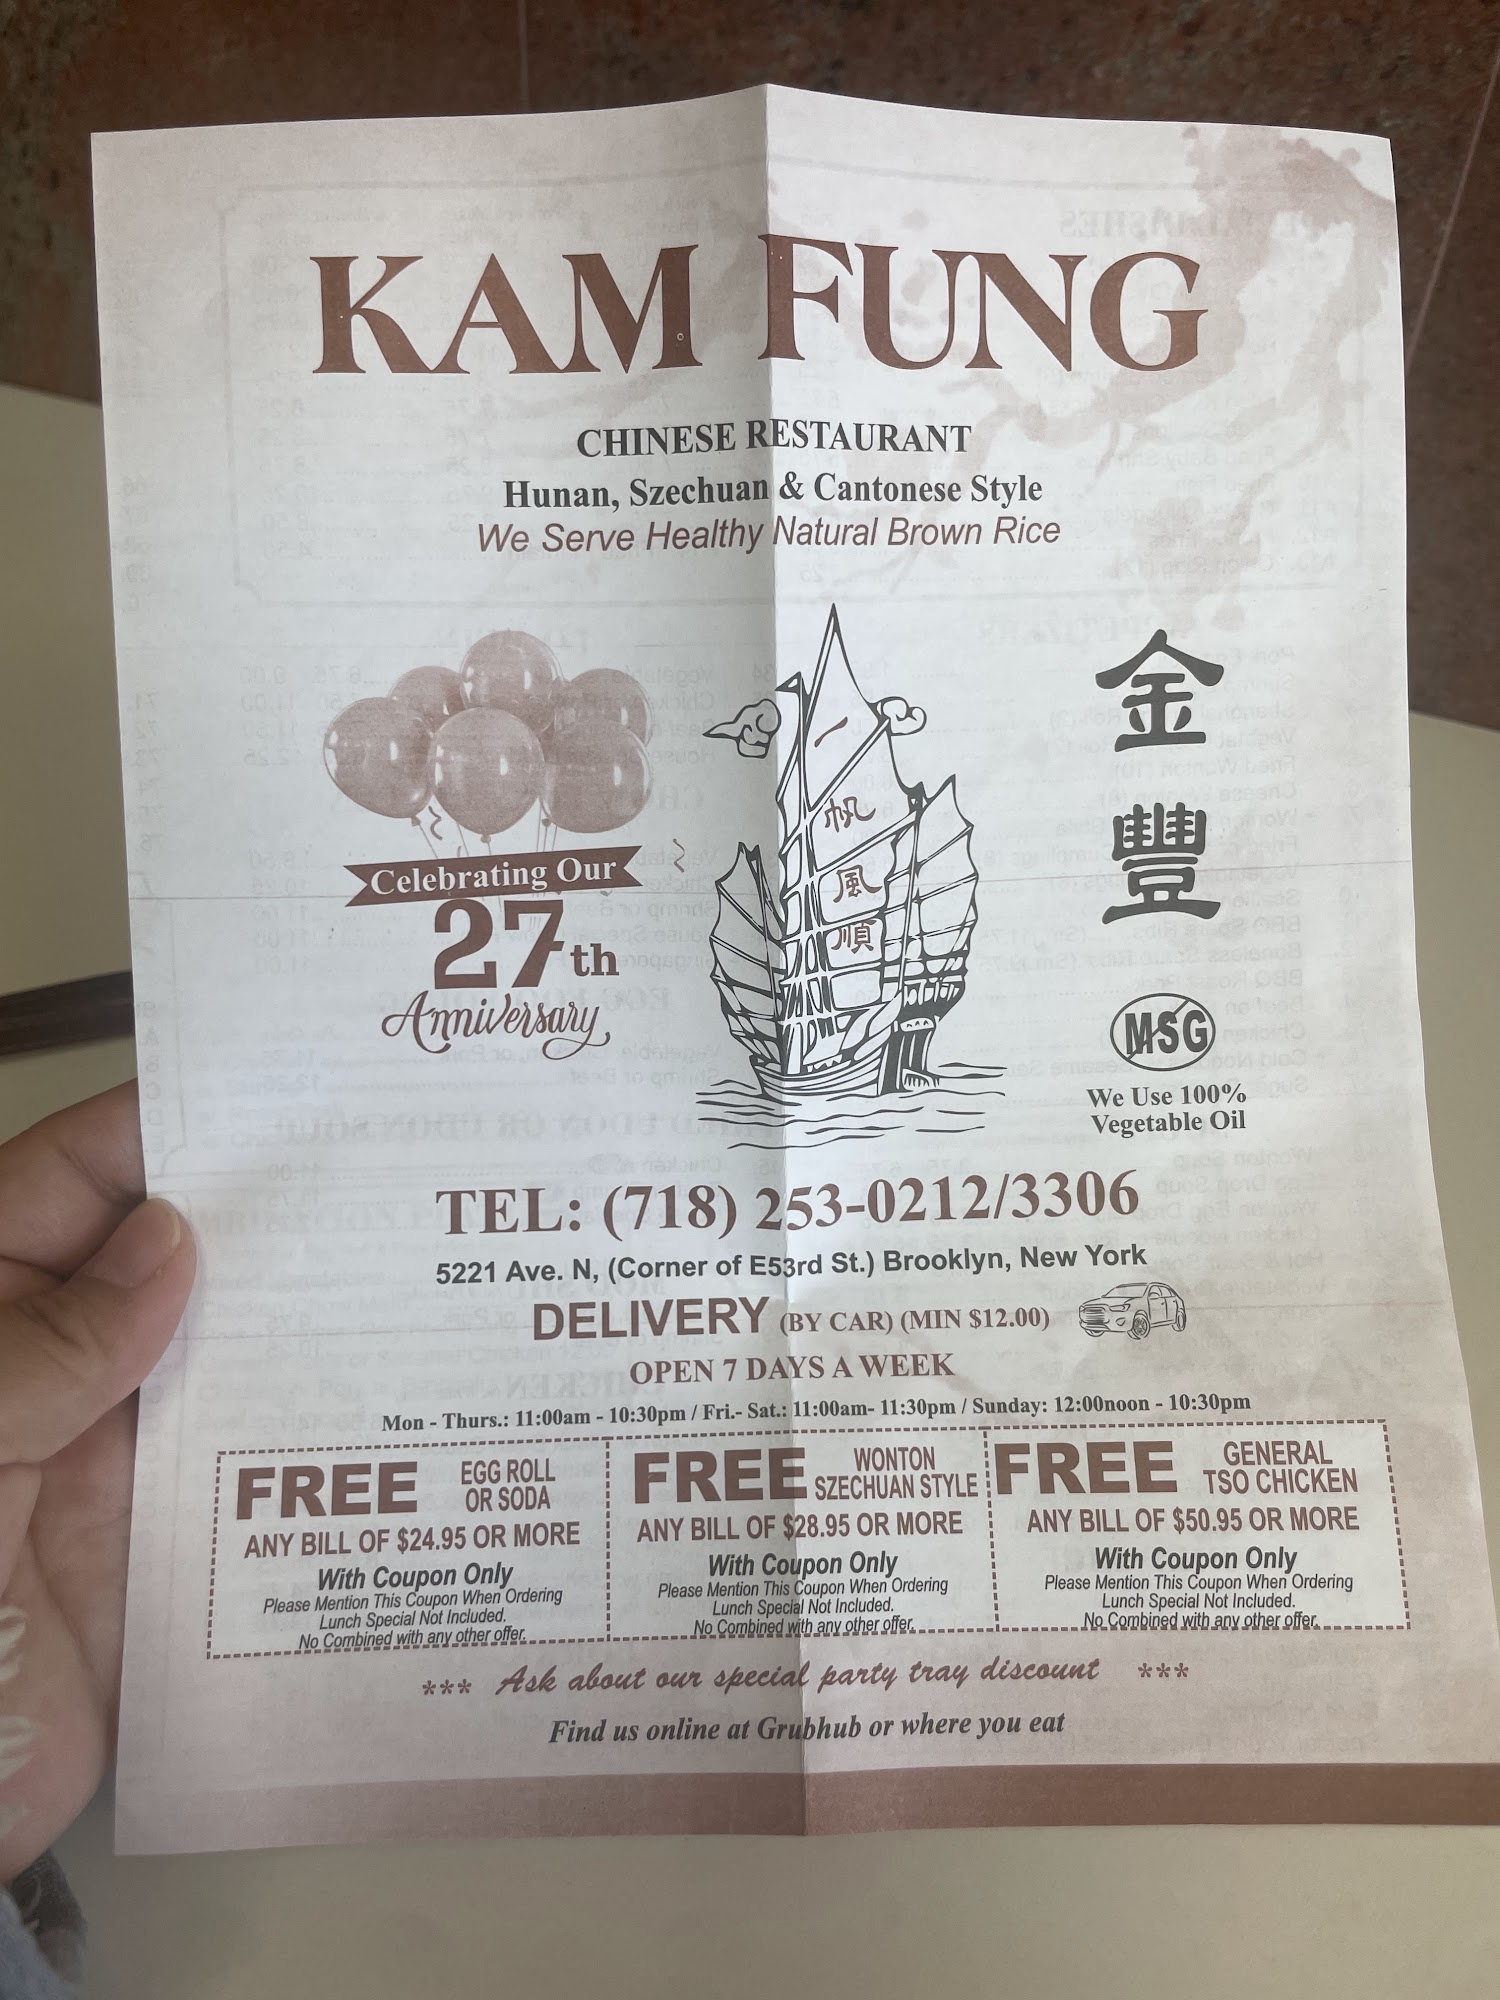 KAM FUNG
CHINESE RESTAURANT
Hunan, Szechuan & Cantonese Style
We Serve Healthy Natural Brown Rice
Celebrating Our
27th
Anniversary
一
帆
風
順
金
豐
MSG
We Use 100%
Vegetable Oil
TEL: (718) 253-0212/3306
5221 Ave. N, (Corner of E53rd St.) Brooklyn, New York
DELIVERY (BY CAR) (MIN $12.00)
OPEN 7 DAYS A WEEK
Mon - Thurs.: 11:00am - 10:30pm / Fri.- Sat.: 11:00am- 11:30pm / Sunday: 12:00noon - 10:30pm
FREE EGG ROLL
OR SODA
ANY BILL OF $24.95 OR MORE
With Coupon Only
Please Mention This Coupon When Ordering
Lunch Special Not Included.
No Combined with any other offer.
FREE WONTON
SZECHUAN STYLE
ANY BILL OF $28.95 OR MORE
With Coupon Only
Please Mention This Coupon When Ordering
Lunch Special Not Included.
No Combined with any other offer.
FREE GENERAL
TSO CHICKEN
ANY BILL OF $50.95 OR MORE
With Coupon Only
Please Mention This Coupon When Ordering
Lunch Special Not Included.
No Combined with any other offer.
*** Ask about our special party tray discount ***
Find us online at Grubhub or where you eat